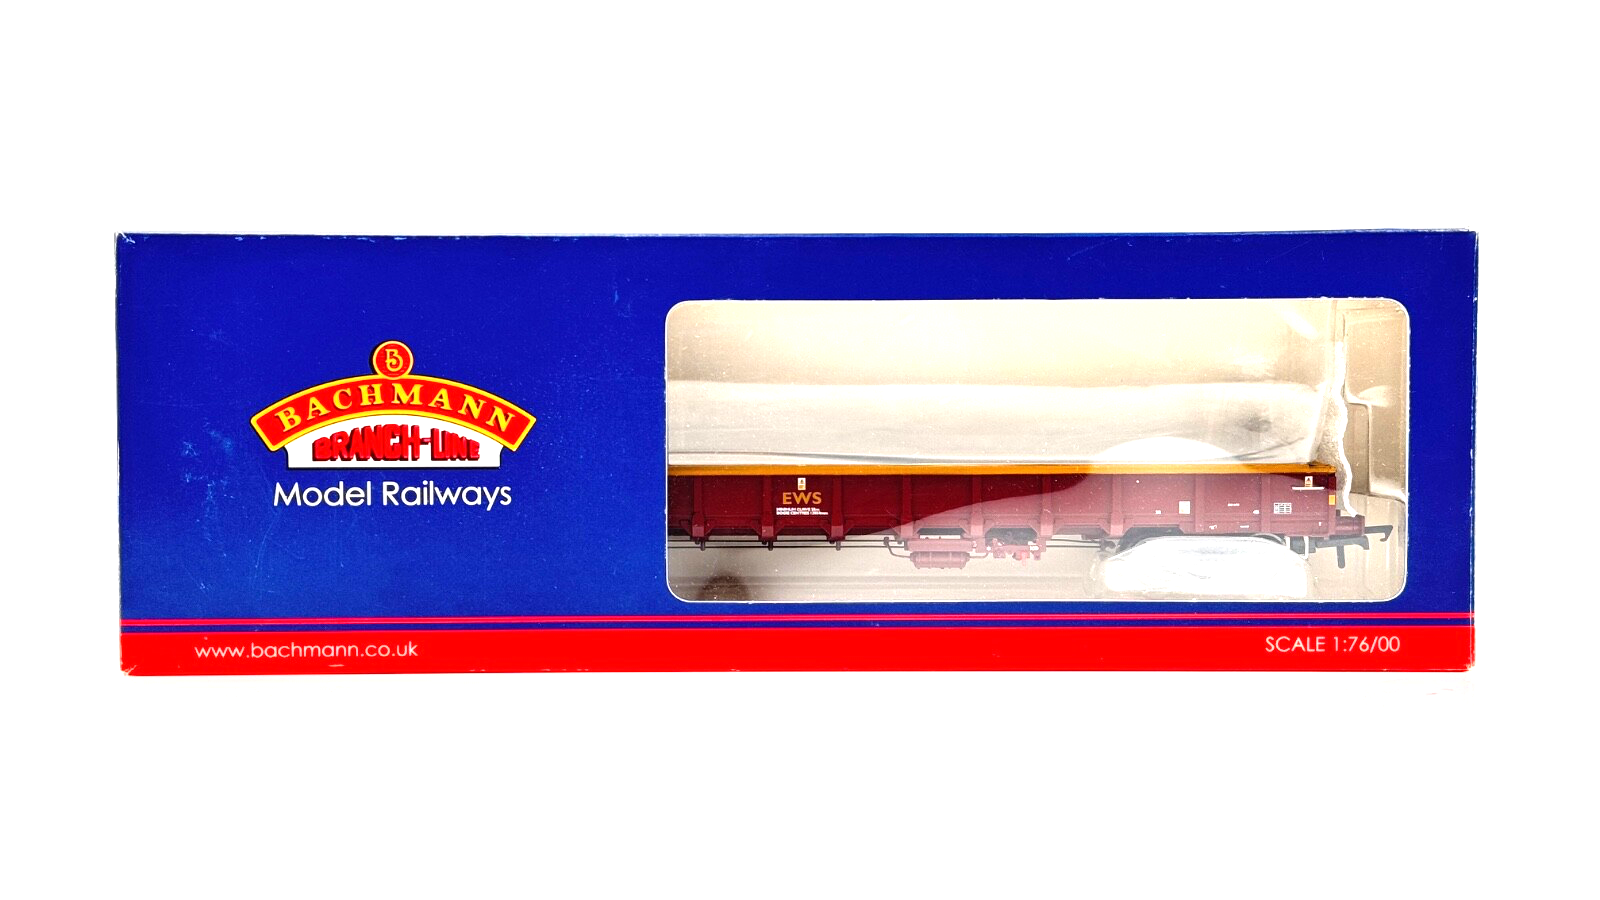 B
BACHMANN
BRANCH-LINE
Model Railways
EWS
www.bachmann.co.uk
SCALE 1:76/00